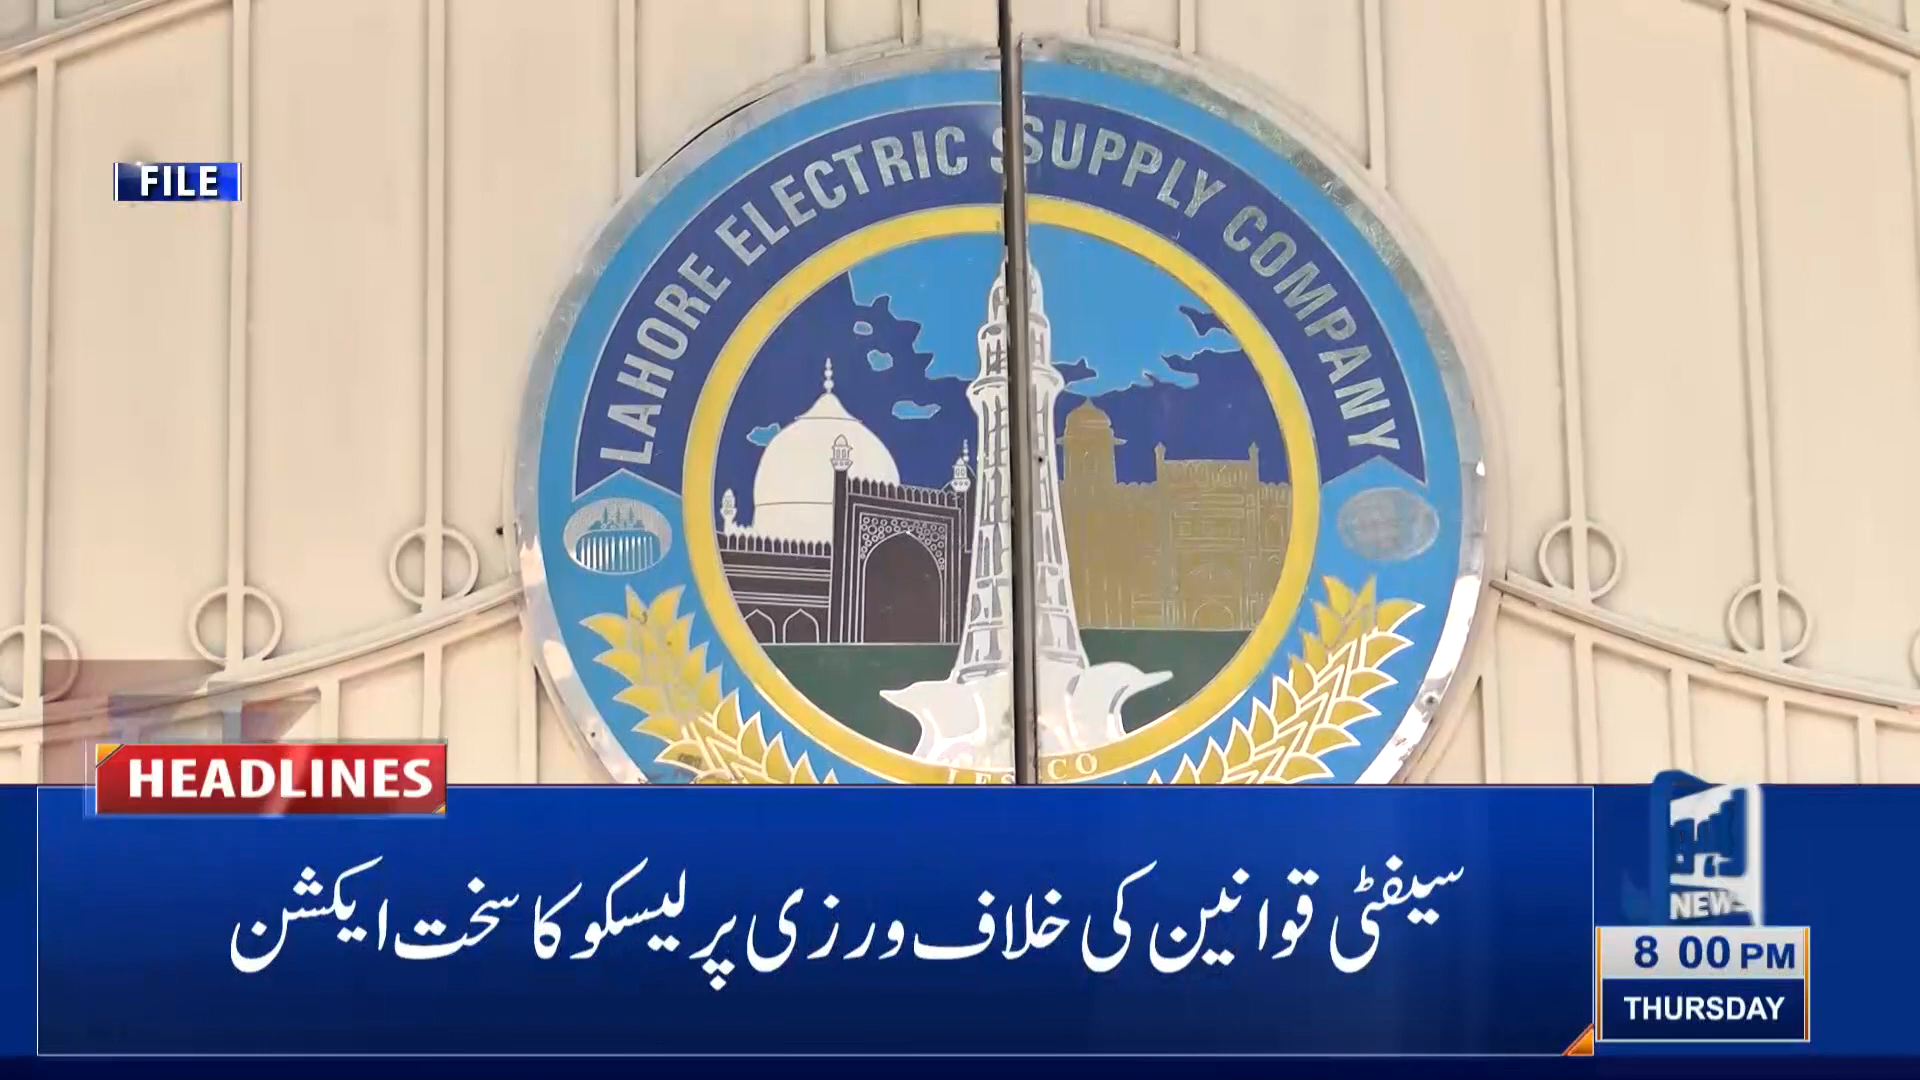 FILE
LAHORE ELECTRIC SUPPLY COMPANY
HEADLINES
سیفٹی قوانین کی خلاف ورزی پر لیسکو کا سخت ایکشن
NEWS
8 00 PM
THURSDAY